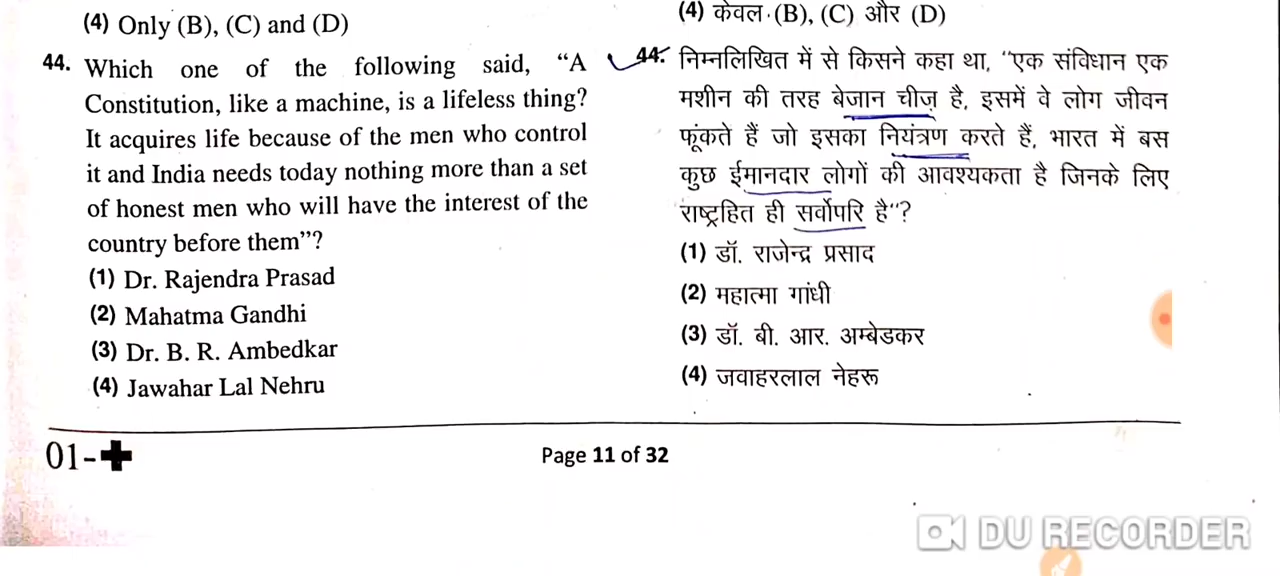 (4) Only (B), (C) and (D)
44. Which one of the following said, “A
Constitution, like a machine, is a lifeless thing?
It acquires life because of the men who control
it and India needs today nothing more than a set
of honest men who will have the interest of the
country before them”?
(1) Dr. Rajendra Prasad
(2) Mahatma Gandhi
(3) Dr. B. R. Ambedkar
(4) Jawahar Lal Nehru
(4) केवल (B), (C) और (D)
44. निम्नलिखित में से किसने कहा था, “एक संविधान एक
मशीन की तरह बेजान चीज़ है, इसमें वे लोग जीवन
फूंकते हैं जो इसका नियंत्रण करते हैं, भारत में बस
कुछ ईमानदार लोगों की आवश्यकता है जिनके लिए
राष्ट्रहित ही सर्वोपरि है”?
(1) डॉ. राजेन्द्र प्रसाद
(2) महात्मा गांधी
(3) डॉ. बी. आर. अम्बेडकर
(4) जवाहरलाल नेहरू
01-+
Page 11 of 32
DU RECORDER